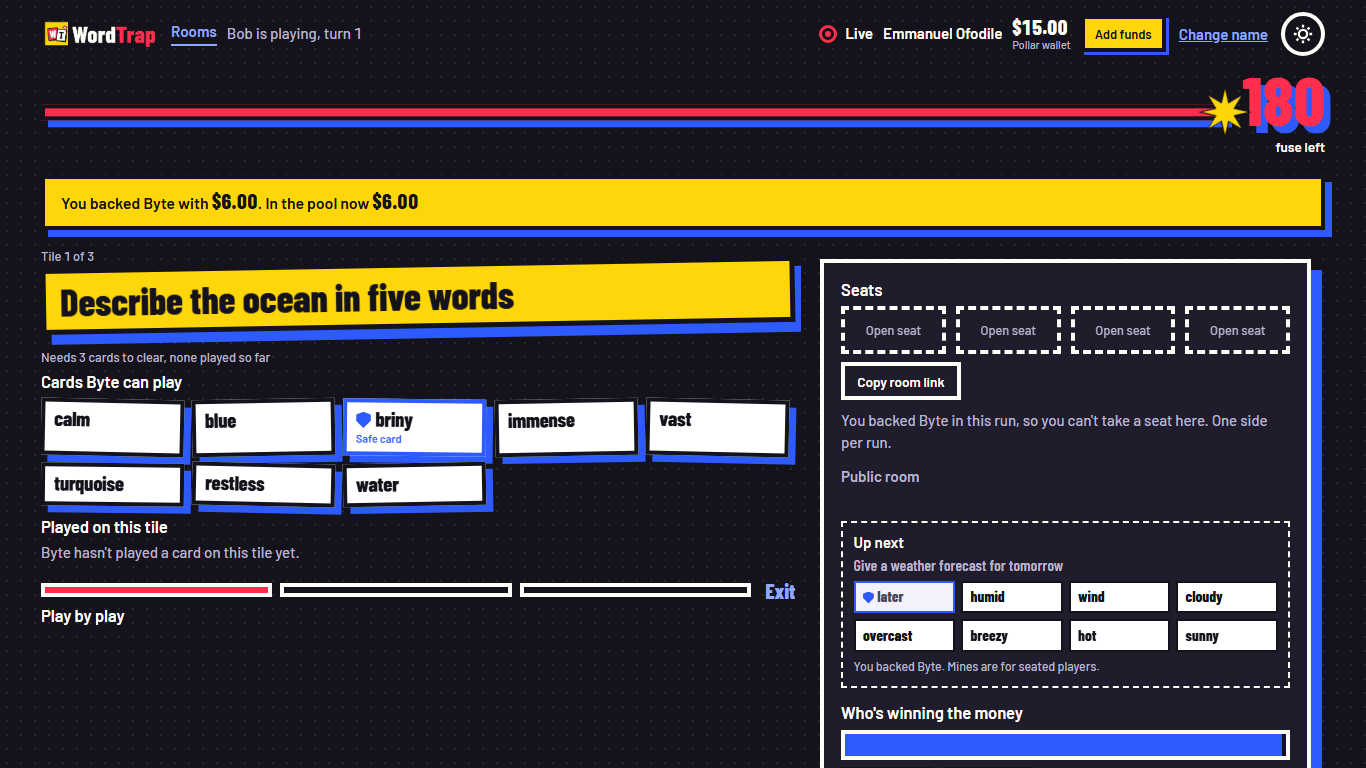 WT WordTrap Rooms Bob is playing, turn 1
Live Emmanuel Ofodile $15.00 Add funds Change name
Pollar wallet
180
fuse left
You backed Byte with $6.00. In the pool now $6.00
Tile 1 of 3
Describe the ocean in five words
Needs 3 cards to clear, none played so far
Cards Byte can play
calm
blue
briny
Safe card
immense
vast
turquoise
restless
water
Played on this tile
Byte hasn't played a card on this tile yet.
Exit
Play by play
Seats
Open seat Open seat Open seat Open seat
Copy room link
You backed Byte in this run, so you can't take a seat here. One side
per run.
Public room
Up next
Give a weather forecast for tomorrow
later humid wind cloudy
overcast breezy hot sunny
You backed Byte. Mines are for seated players.
Who's winning the money